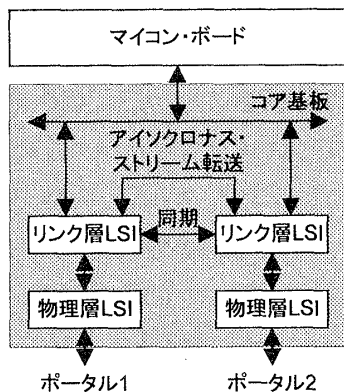 マイコン・ボード
コア基板
アイソクロナス・
ストリーム転送
同期
リンク層LSI
リンク層LSI
物理層LSI
物理層LSI
ポータル1
ポータル2